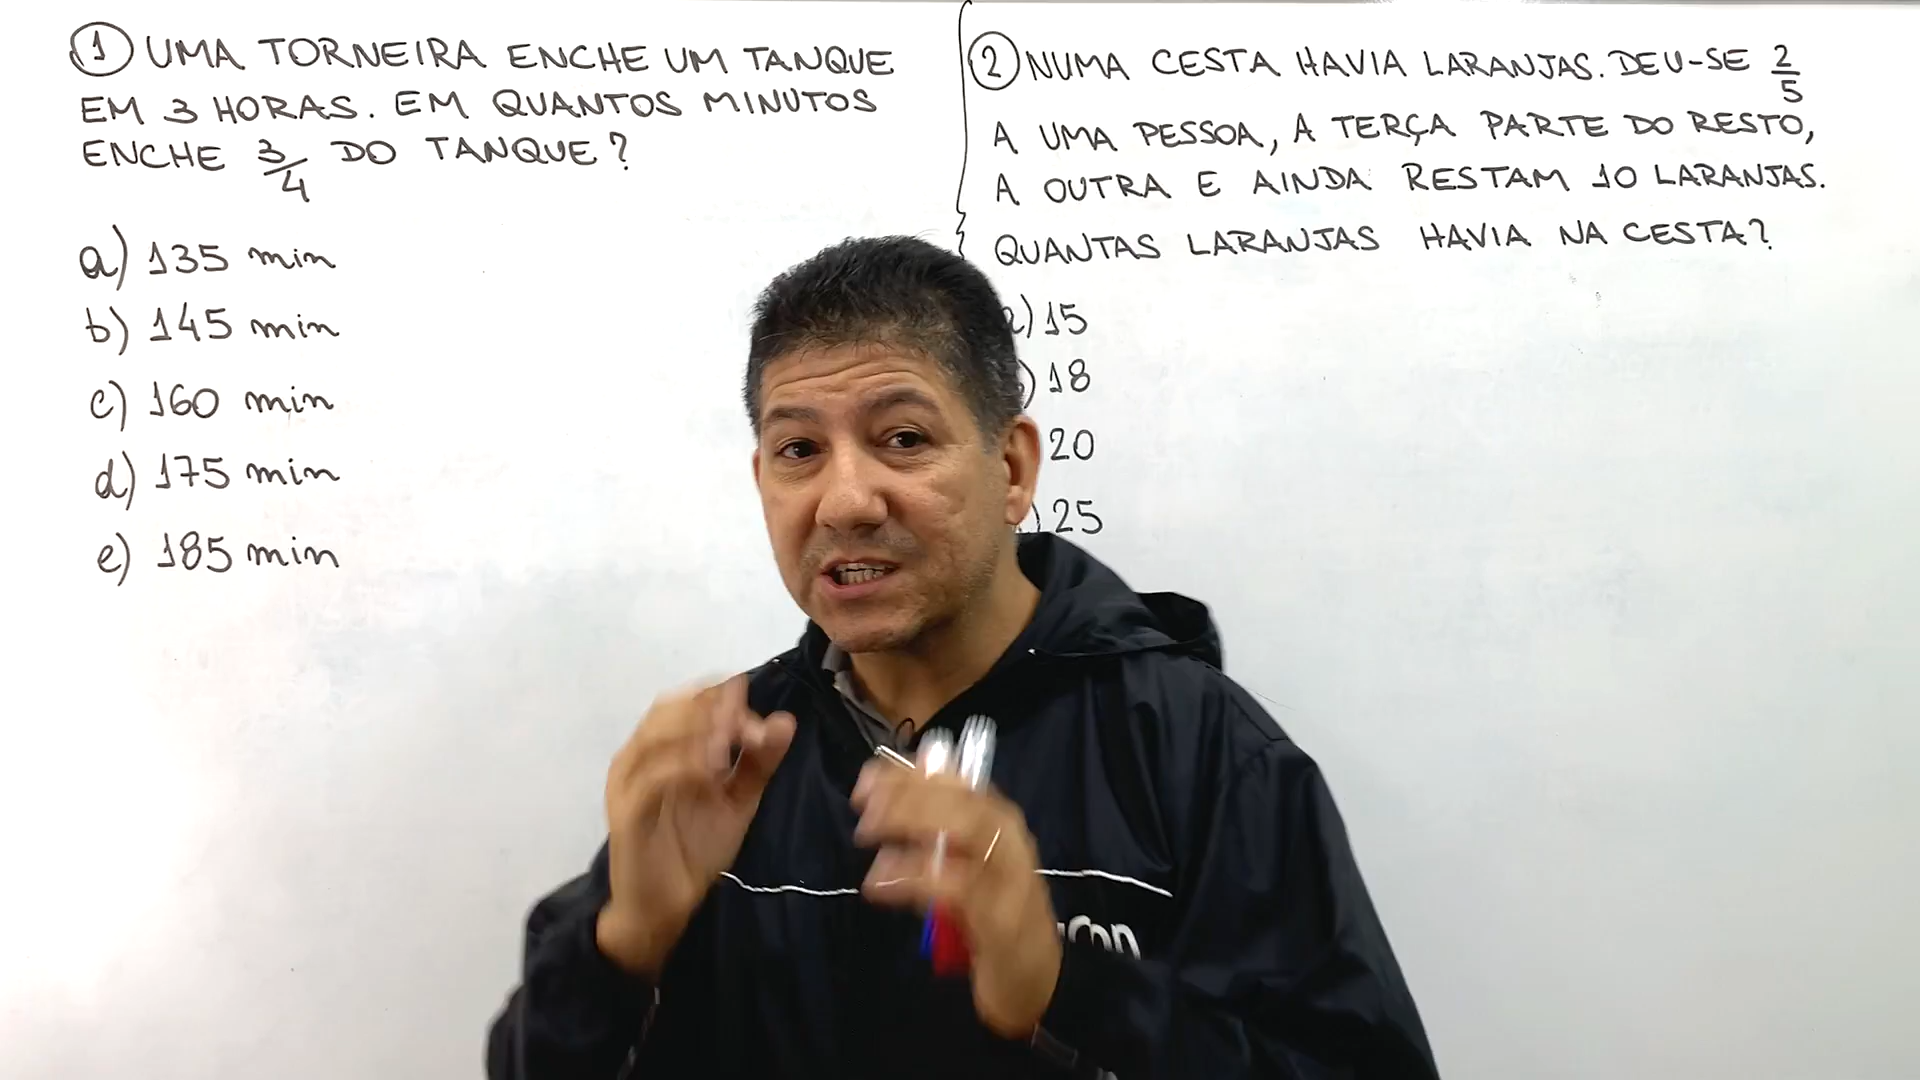 1 UMA TORNEIRA ENCHE UM TANQUE
EM 3 HORAS. EM QUANTOS MINUTOS
ENCHE 3/4 DO TANQUE?
a) 135 min
b) 145 min
c) 160 min
d) 175 min
e) 185 min
2 NUMA CESTA HAVIA LARANJAS. DEU-SE 2/5
A UMA PESSOA, A TERÇA PARTE DO RESTO,
A OUTRA E AINDA RESTAM 10 LARANJAS.
QUANTAS LARANJAS HAVIA NA CESTA?
) 15
) 18
20
) 25